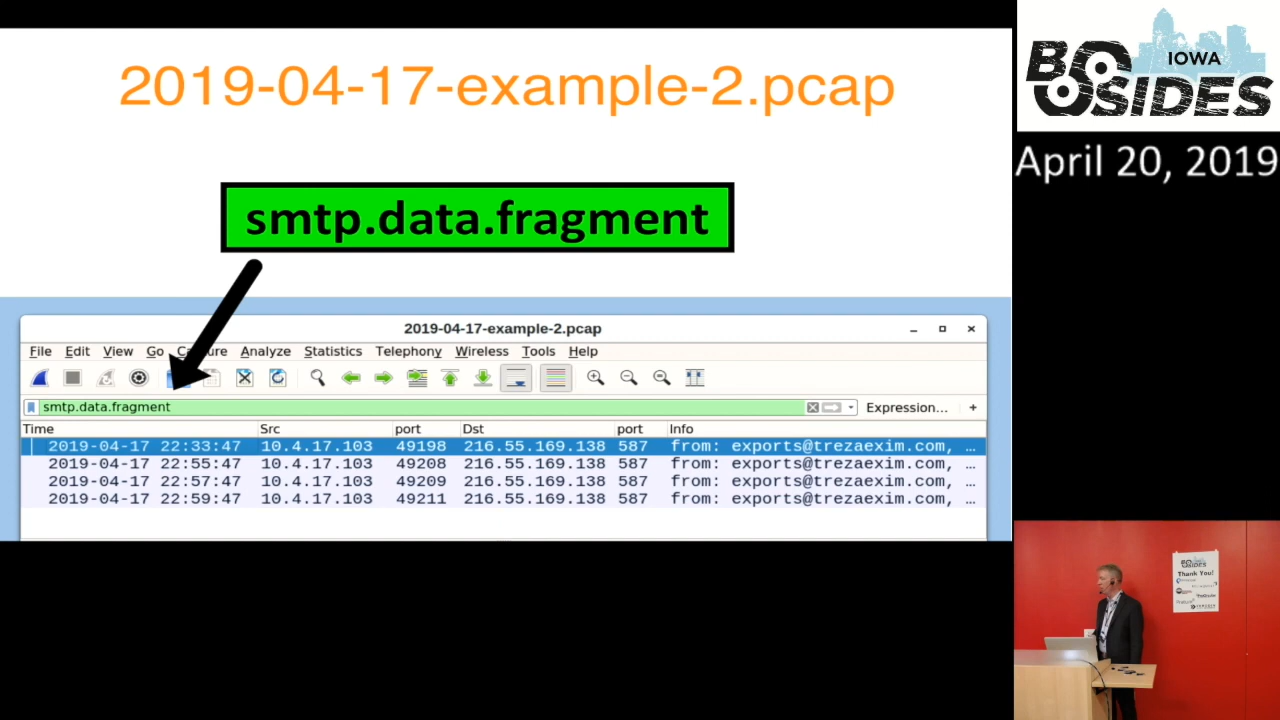 2019-04-17-example-2.pcap
smtp.data.fragment
2019-04-17-example-2.pcap
File Edit View Go Capture Analyze Statistics Telephony Wireless Tools Help
smtp.data.fragment
Expression... +
Time Src port Dst port Info
2019-04-17 22:33:47 10.4.17.103 49198 216.55.169.138 587 from: exports@trezaexim.com, …
2019-04-17 22:55:47 10.4.17.103 49208 216.55.169.138 587 from: exports@trezaexim.com, …
2019-04-17 22:57:47 10.4.17.103 49209 216.55.169.138 587 from: exports@trezaexim.com, …
2019-04-17 22:59:47 10.4.17.103 49211 216.55.169.138 587 from: exports@trezaexim.com, …
BSIDES
IOWA
April 20, 2019
BSIDES
Thank You!